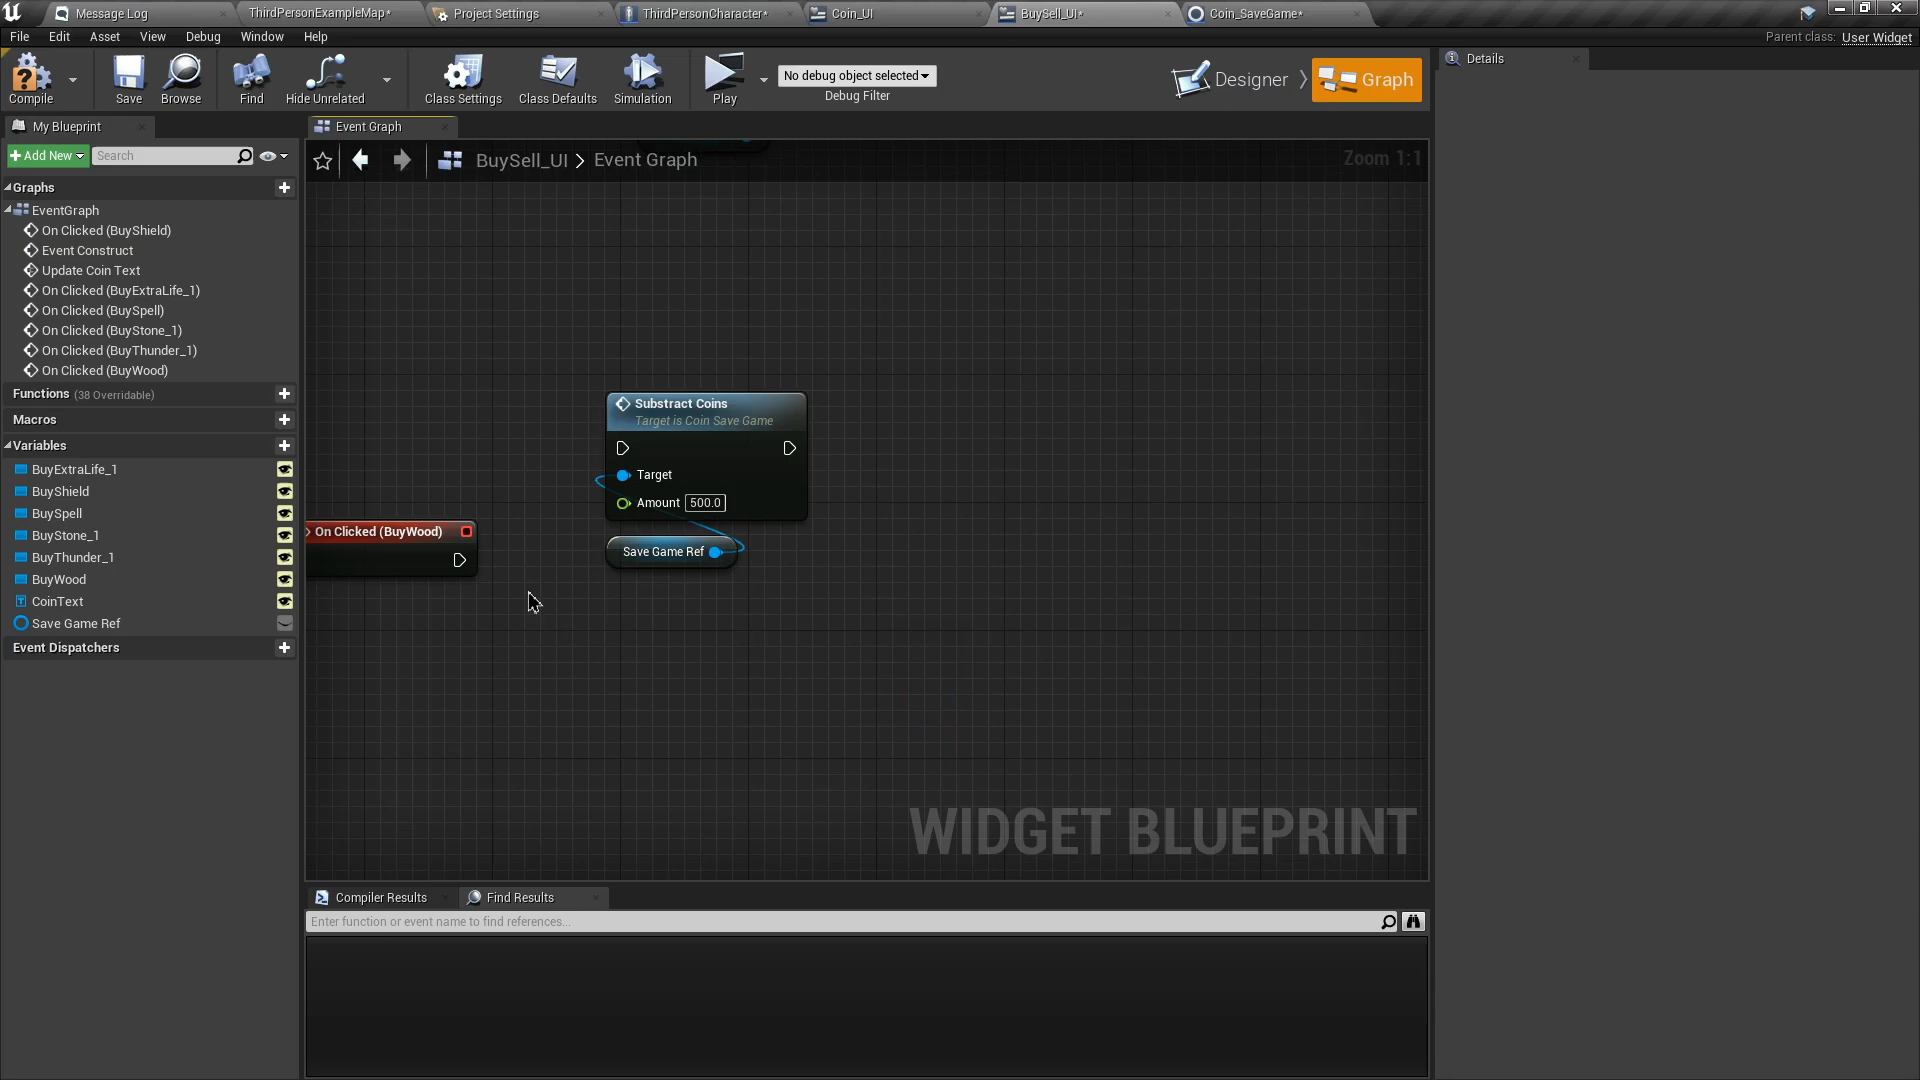 Message Log
ThirdPersonExampleMap*
Project Settings
ThirdPersonCharacter*
Coin_UI
BuySell_UI*
Coin_SaveGame*
File Edit Asset View Debug Window Help
Parent class: User Widget
Compile
Save
Browse
Find
Hide Unrelated
Class Settings
Class Defaults
Simulation
Play
No debug object selected
Debug Filter
Designer
Graph
Details
My Blueprint
Event Graph
Add New
Search
BuySell_UI > Event Graph
Zoom 1:1
Graphs
EventGraph
On Clicked (BuyShield)
Event Construct
Update Coin Text
On Clicked (BuyExtraLife_1)
On Clicked (BuySpell)
On Clicked (BuyStone_1)
On Clicked (BuyThunder_1)
On Clicked (BuyWood)
Functions (38 Overridable)
Macros
Variables
BuyExtraLife_1
BuyShield
BuySpell
BuyStone_1
BuyThunder_1
BuyWood
CoinText
Save Game Ref
Event Dispatchers
Substract Coins
Target is Coin Save Game
Target
Amount 500.0
On Clicked (BuyWood)
Save Game Ref
WIDGET BLUEPRINT
Compiler Results
Find Results
Enter function or event name to find references...